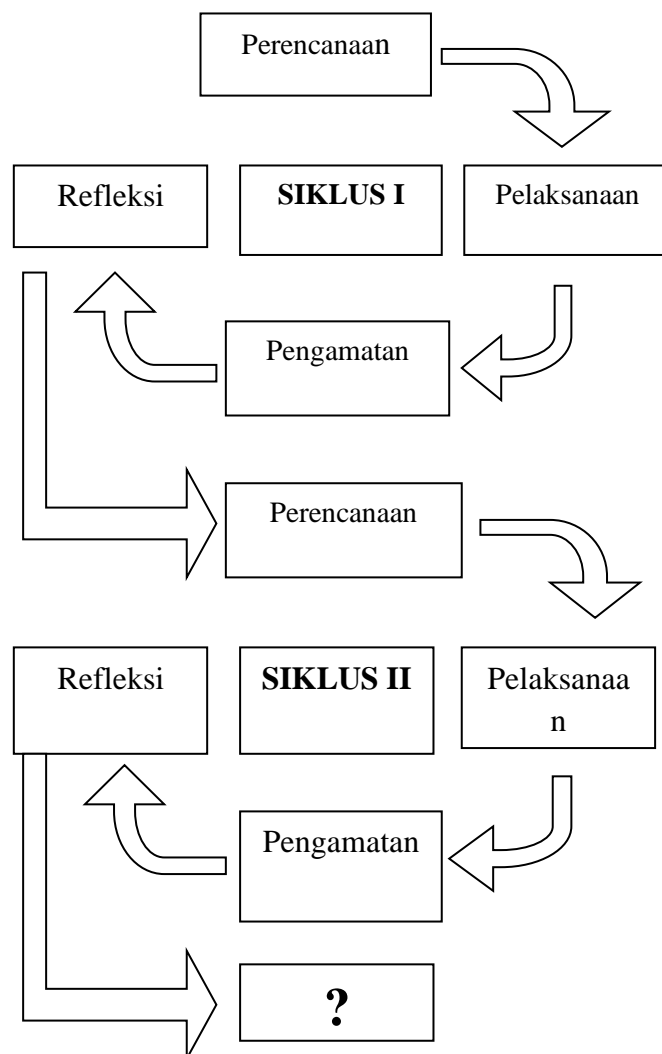 Perencanaan
Refleksi
SIKLUS I
Pelaksanaan
Pengamatan
Perencanaan
Refleksi
SIKLUS II
Pelaksanaa
n
Pengamatan
?